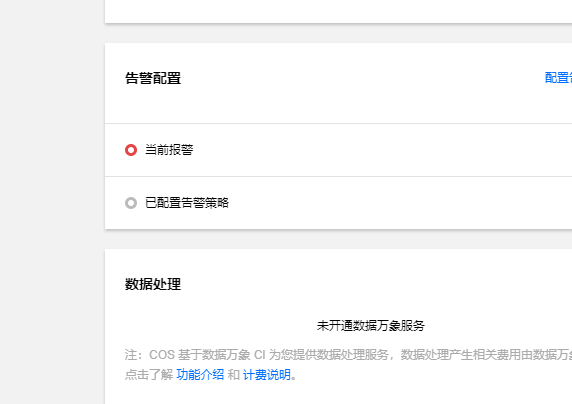 告警配置
配置
当前报警
已配置告警策略
数据处理
未开通数据万象服务
注：COS 基于数据万象 CI 为您提供数据处理服务，数据处理产生相关费用由数据万
点击了解 功能介绍 和 计费说明。